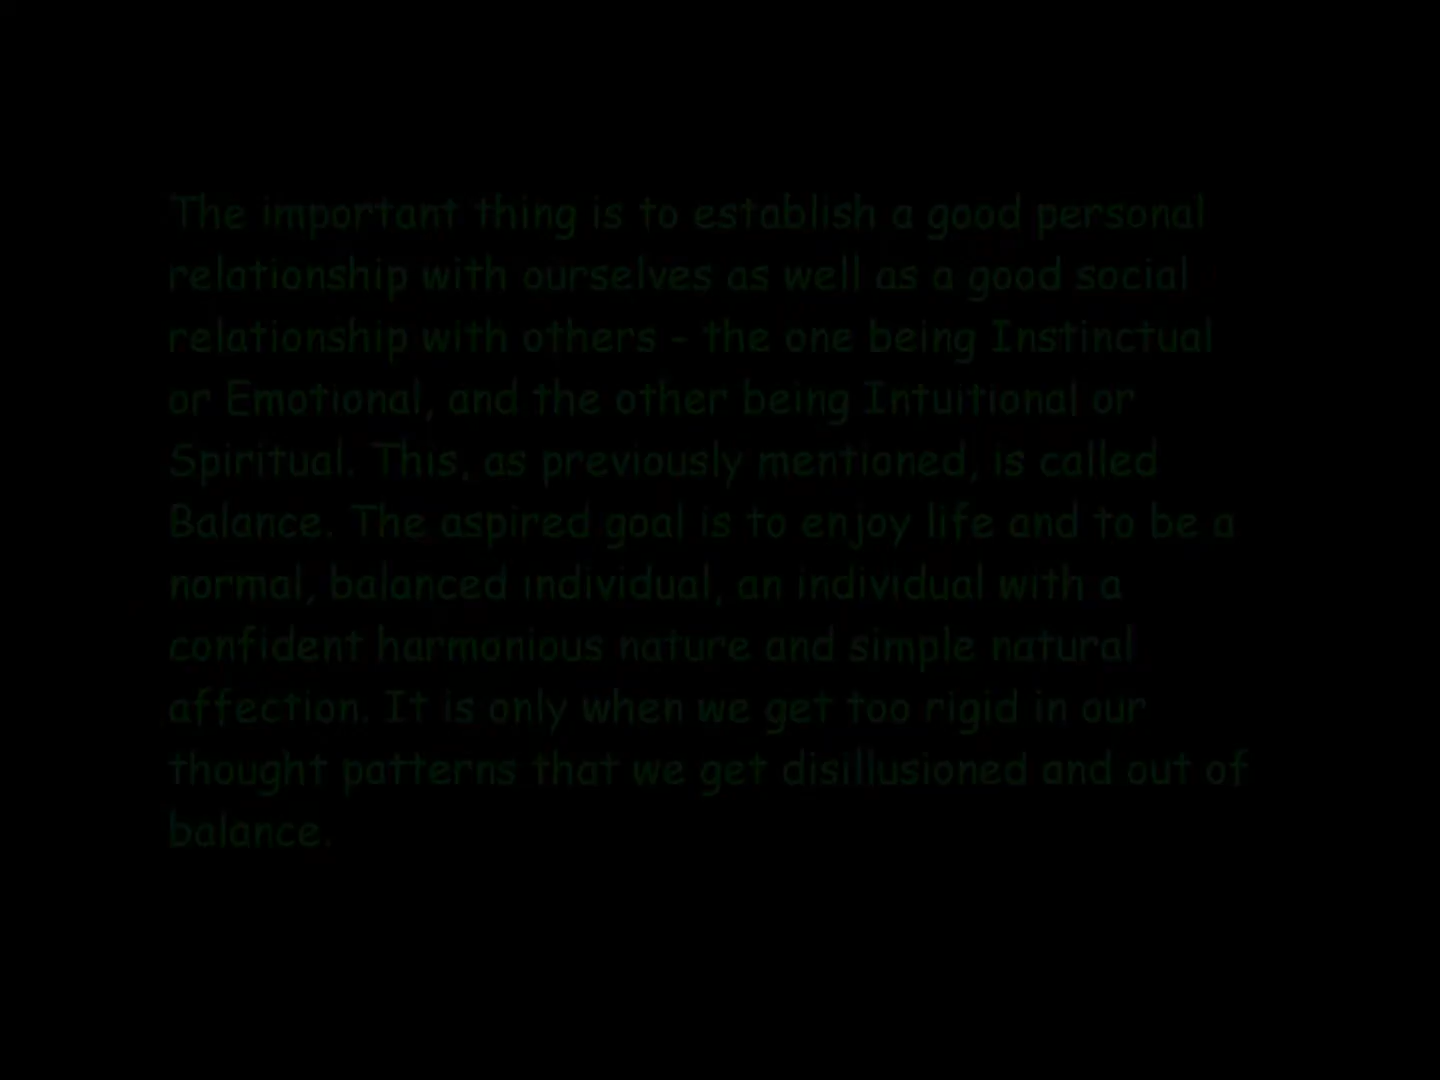 The important thing is to establish a good personal
relationship with ourselves as well as a good social
relationship with others - the one being Instinctual
or Emotional, and the other being Intuitional or
Spiritual. This, as previously mentioned, is called
Balance. The aspired goal is to enjoy life and to be a
normal, balanced individual, an individual with a
confident harmonious nature and simple natural
affection. It is only when we get too rigid in our
thought patterns that we get disillusioned and out of
balance.